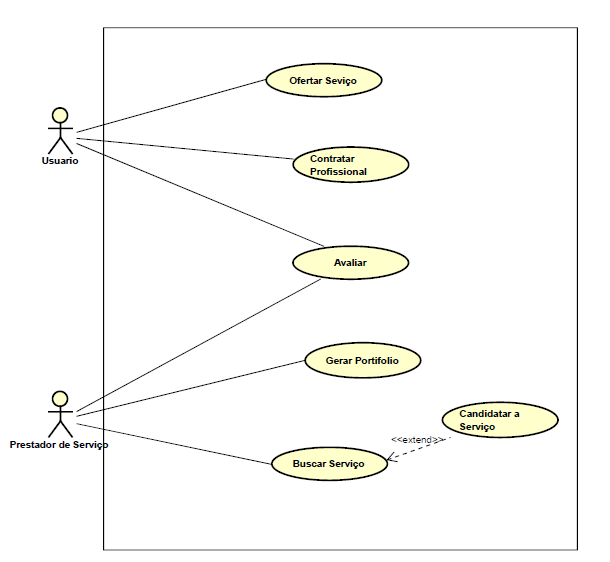 Ofertar Seviço
Usuario
Contratar
Profissional
Avaliar
Gerar Portifolio
Prestador de Serviço
Candidatar a
Serviço
<<extend>>
Buscar Serviço